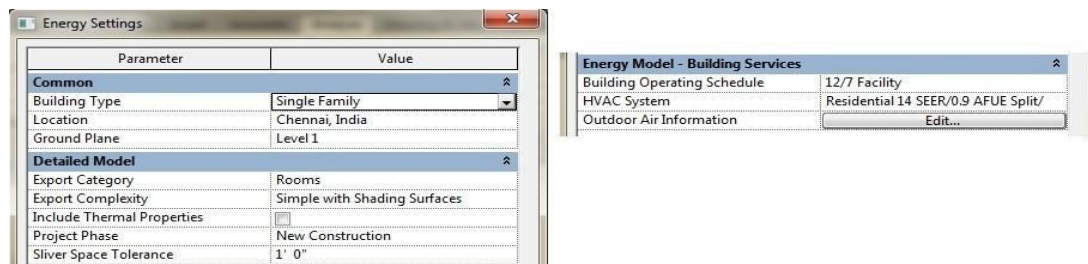 Energy Settings
Parameter Value
Common
Building Type Single Family
Location Chennai, India
Ground Plane Level 1
Detailed Model
Export Category Rooms
Export Complexity Simple with Shading Surfaces
Include Thermal Properties
Project Phase New Construction
Sliver Space Tolerance 1' 0"
Energy Model - Building Services
Building Operating Schedule 12/7 Facility
HVAC System Residential 14 SEER/0.9 AFUE Split/
Outdoor Air Information Edit...